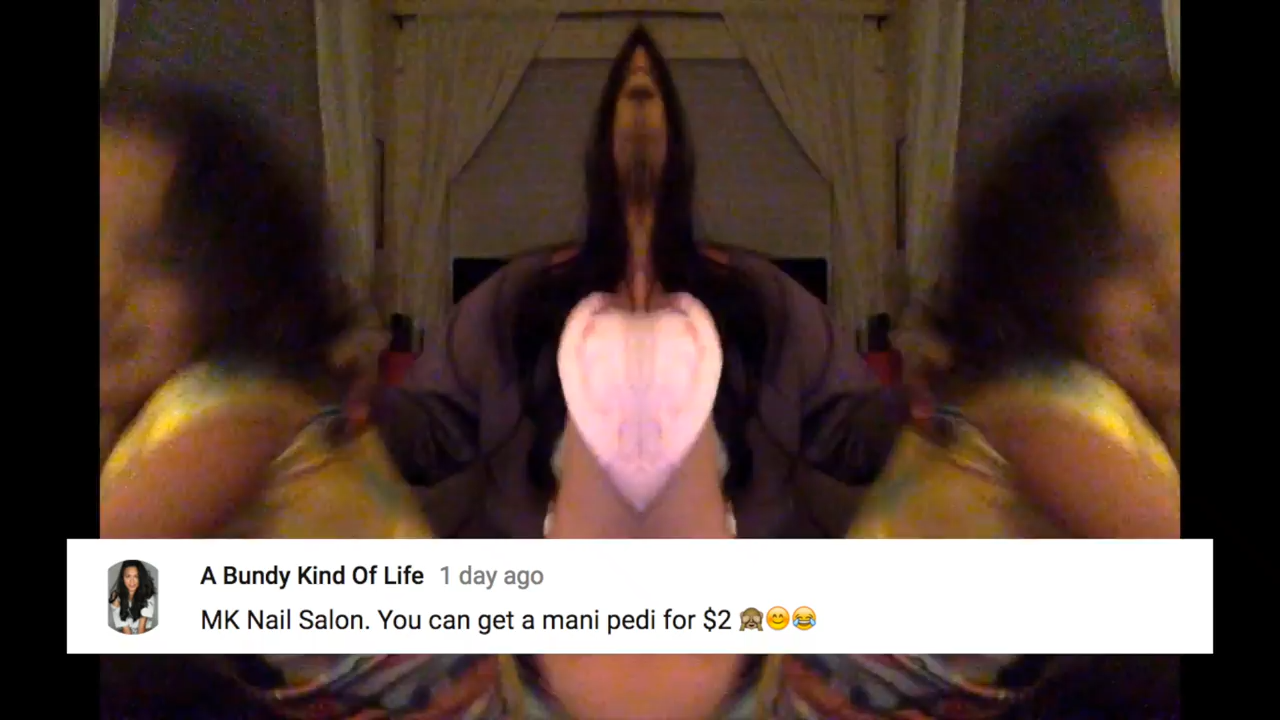 A Bundy Kind Of Life 1 day ago
MK Nail Salon. You can get a mani pedi for $2 🙈😊😂